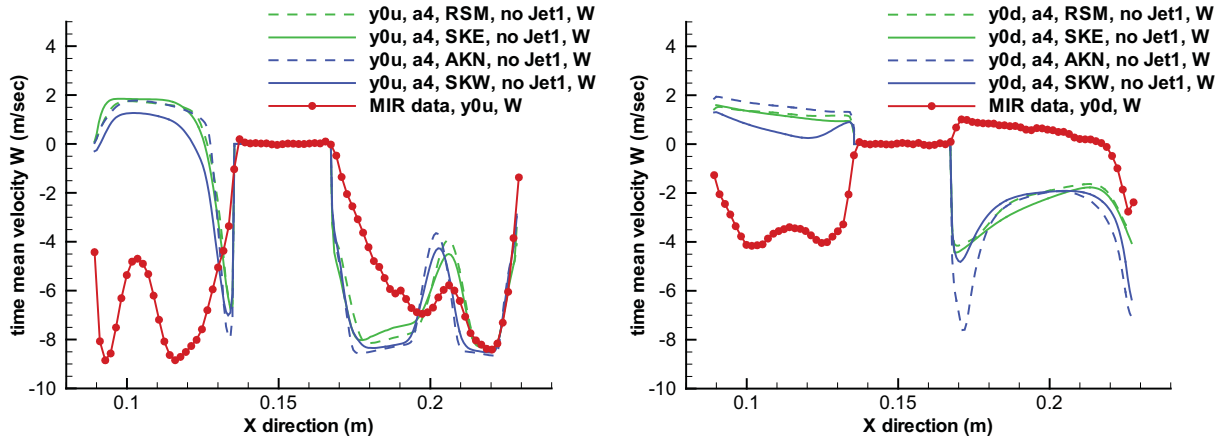 y0u, a4, RSM, no Jet1, W
y0u, a4, SKE, no Jet1, W
y0u, a4, AKN, no Jet1, W
y0u, a4, SKW, no Jet1, W
MIR data, y0u, W
time mean velocity W (m/sec)
4
2
0
-2
-4
-6
-8
-10
0.1
0.15
0.2
X direction (m)
y0d, a4, RSM, no Jet1, W
y0d, a4, SKE, no Jet1, W
y0d, a4, AKN, no Jet1, W
y0d, a4, SKW, no Jet1, W
MIR data, y0d, W
time mean velocity W (m/sec)
4
2
0
-2
-4
-6
-8
-10
0.1
0.15
0.2
X direction (m)